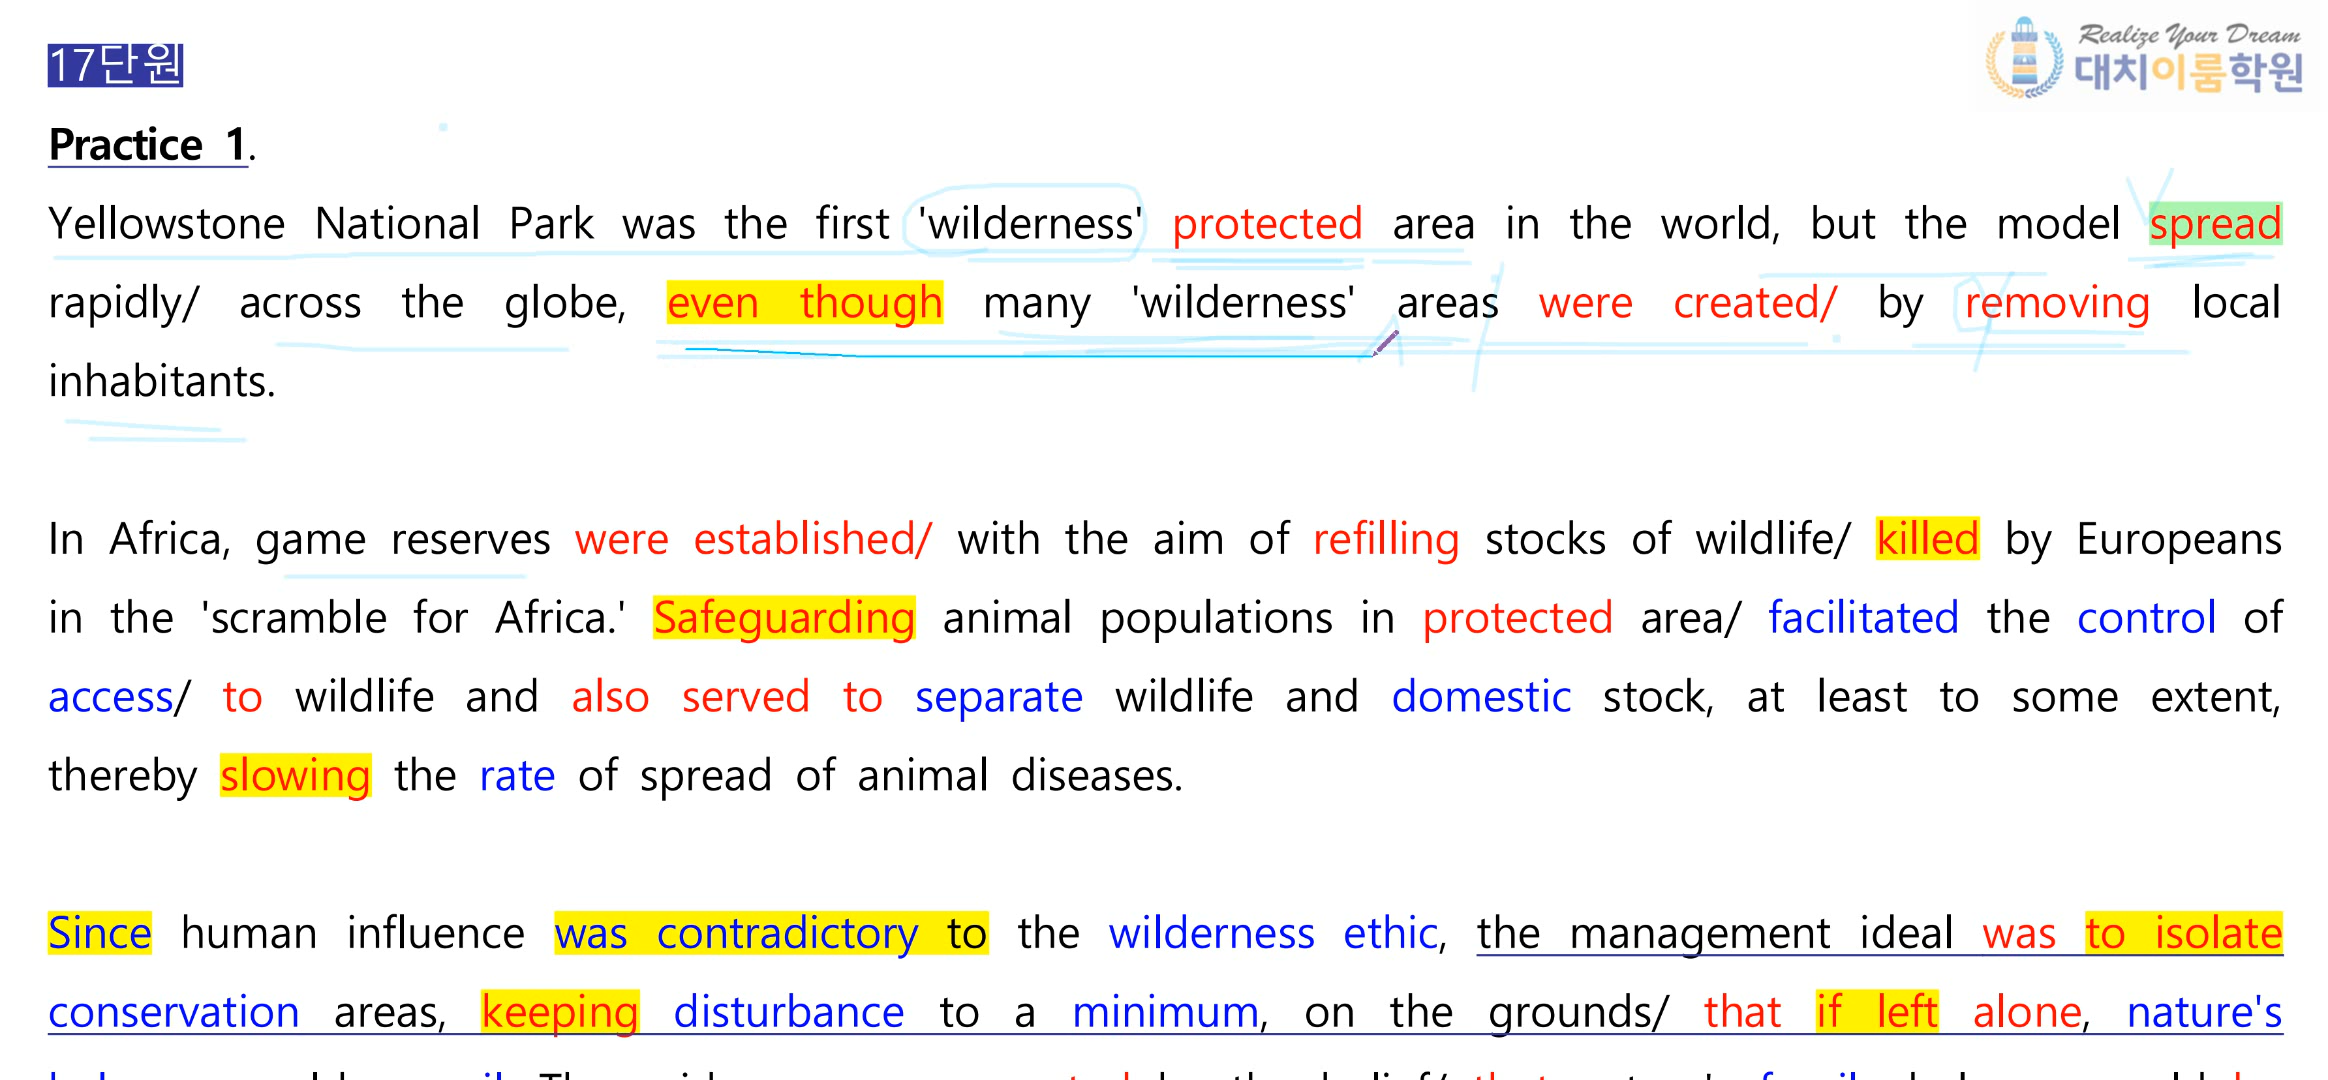 17단원
Realize Your Dream
대치이룸학원
Practice 1.
Yellowstone National Park was the first 'wilderness' protected area in the world, but the model spread
rapidly/ across the globe, even though many 'wilderness' areas were created/ by removing local
inhabitants.
In Africa, game reserves were established/ with the aim of refilling stocks of wildlife/ killed by Europeans
in the 'scramble for Africa.' Safeguarding animal populations in protected area/ facilitated the control of
access/ to wildlife and also served to separate wildlife and domestic stock, at least to some extent,
thereby slowing the rate of spread of animal diseases.
Since human influence was contradictory to the wilderness ethic, the management ideal was to isolate
conservation areas, keeping disturbance to a minimum, on the grounds/ that if left alone, nature's